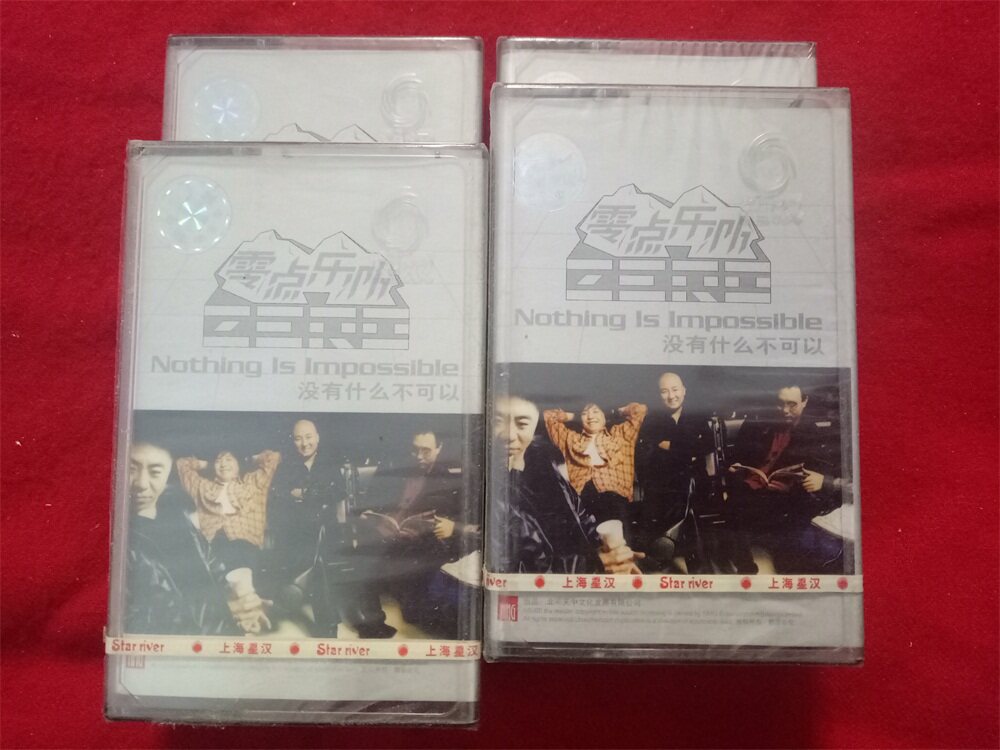 零点乐队
Nothing Is Impossible
没有什么不可以
Star river 上海星汉 Star river 上海星汉
零点乐队
Nothing Is Impossible
没有什么不可以
iver 上海星汉 Star river 上海星汉